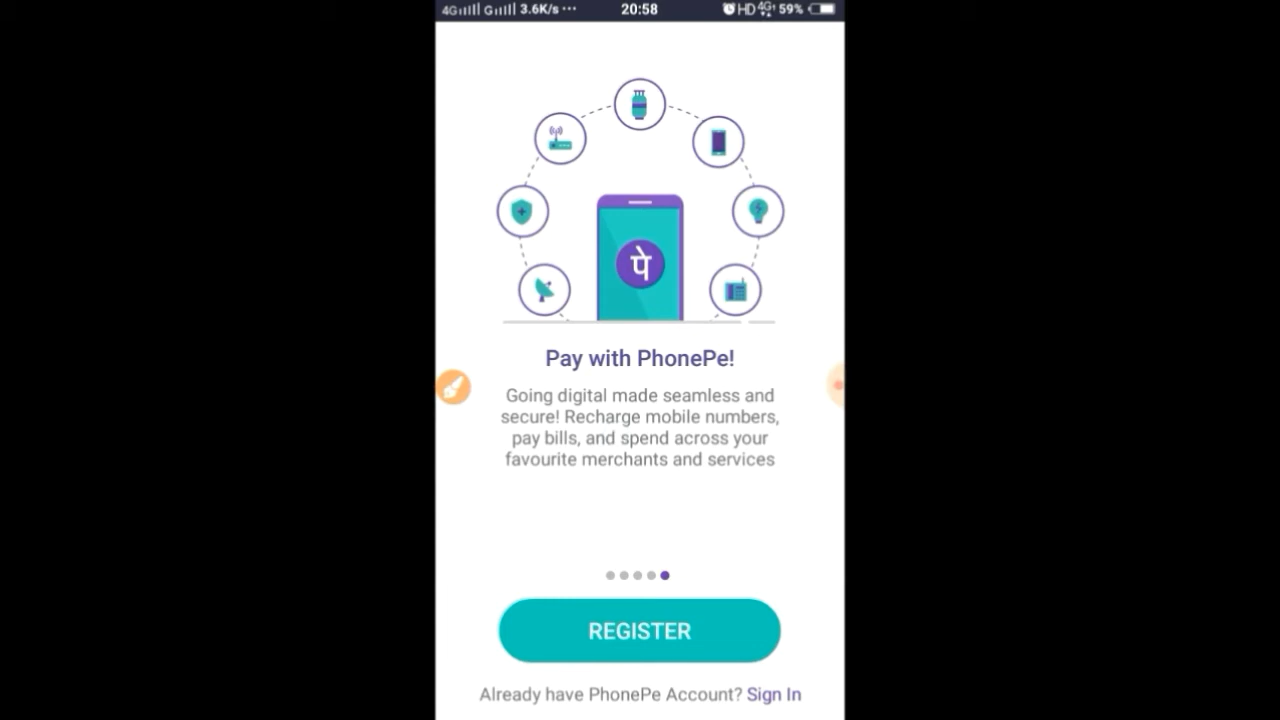 4G G 3.6K/s ··· 20:58 HD 4G 59%
पे
Pay with PhonePe!
Going digital made seamless and
secure! Recharge mobile numbers,
pay bills, and spend across your
favourite merchants and services
REGISTER
Already have PhonePe Account? Sign In